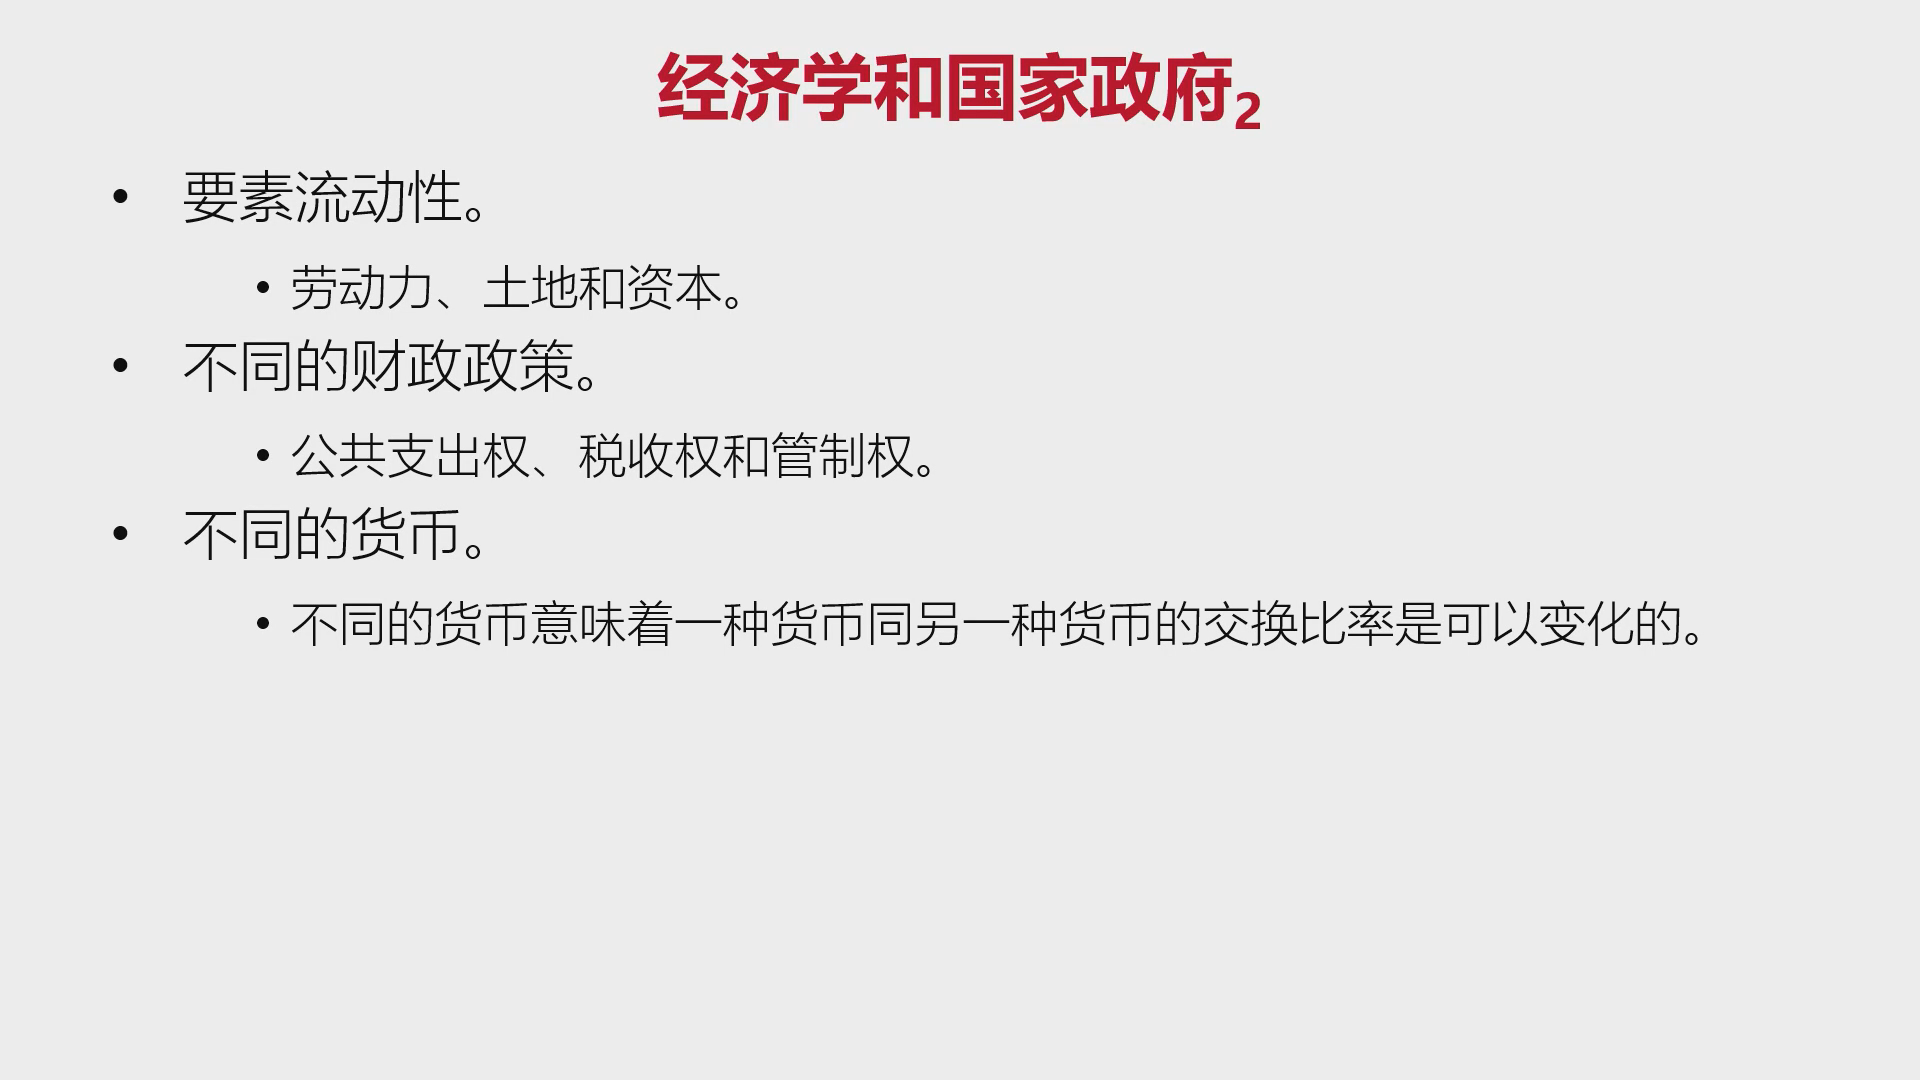 经济学和国家政府2
• 要素流动性。
• 劳动力、土地和资本。
• 不同的财政政策。
• 公共支出权、税收权和管制权。
• 不同的货币。
• 不同的货币意味着一种货币同另一种货币的交换比率是可以变化的。